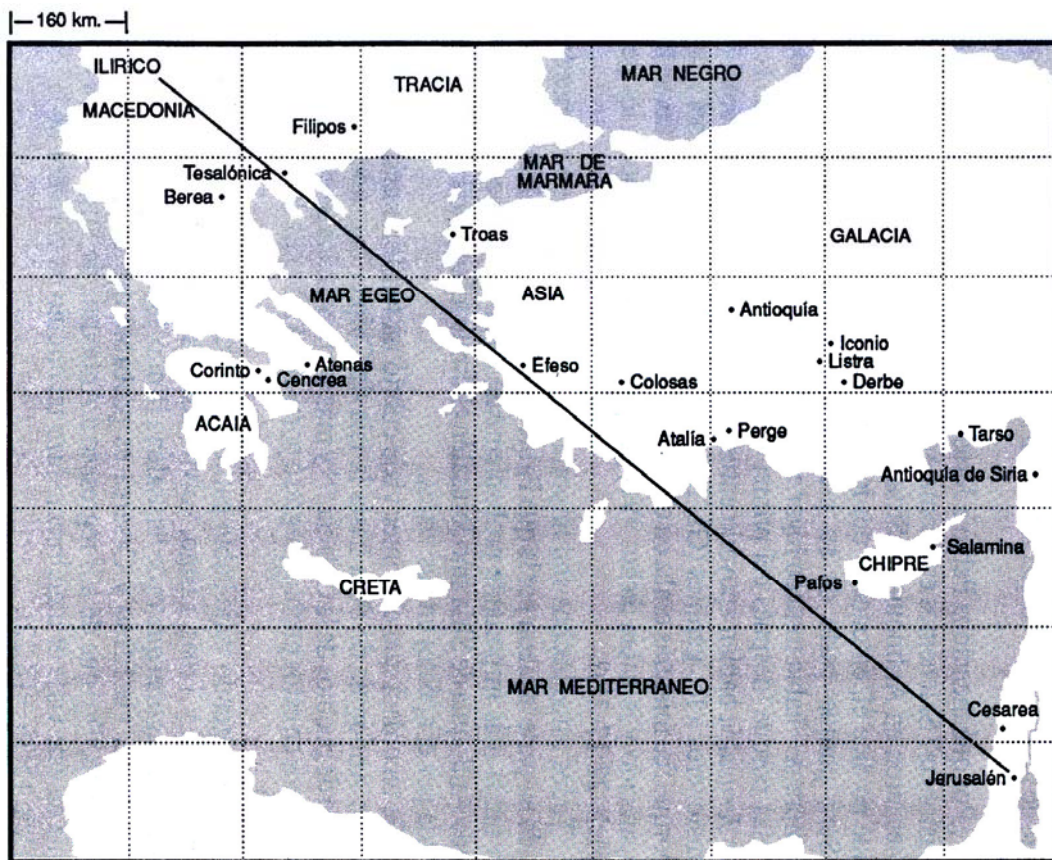 160 km.
ILIRICO
MAR NEGRO
TRACIA
MACEDONIA
Filipos
MAR DE
MARMARA
Tesalónica
Berea
Troas
GALACIA
MAR EGEO
ASIA
Antioquía
Iconio
Listra
Corinto
Atenas
Efeso
Cencrea
Colosas
Derbe
ACAIA
Atalía
Perge
Tarso
Antioquía de Siria
Salamina
CHIPRE
Pafos
CRETA
MAR MEDITERRANEO
Cesarea
Jerusalén